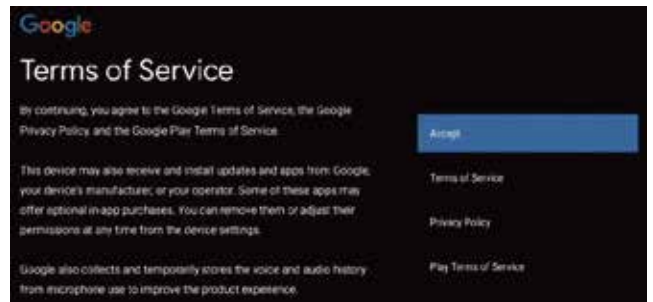 Google
Terms of Service
By continuing, you agree to the Google Terms of Service, the Google
Privacy Policy, and the Google Play Terms of Service.
This device may also receive and install updates and apps from Google,
your device's manufacturer, or your operator. Some of these apps may
offer optional in-app purchases. You can remove them or adjust their
permissions at any time from the device settings.
Google also collects and temporarily stores the voice and audio history
from microphone use to improve the product experience.
Accept
Terms of Service
Privacy Policy
Play Terms of Service